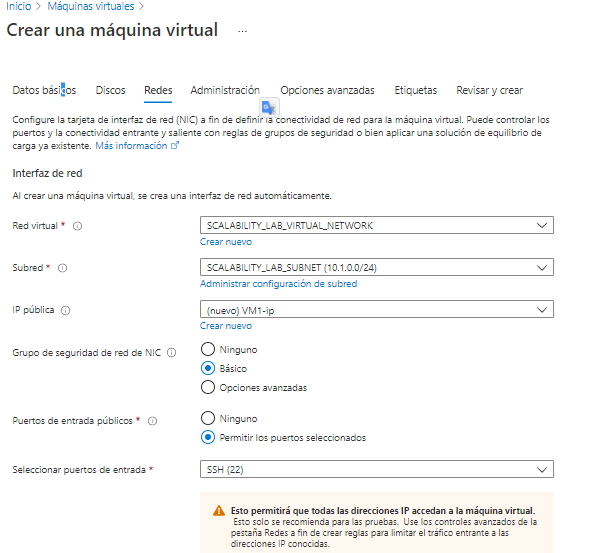 Inicio > Máquinas virtuales >
Crear una máquina virtual ...
Datos básicos Discos Redes Administración Opciones avanzadas Etiquetas Revisar y crear
Configure la tarjeta de interfaz de red (NIC) a fin de definir la conectividad de red para la máquina virtual. Puede controlar los
puertos y la conectividad entrante y saliente con reglas de grupos de seguridad o bien aplicar una solución de equilibrio de
carga ya existente. Más información
Interfaz de red
Al crear una máquina virtual, se crea una interfaz de red automáticamente.
Red virtual * SCALABILITY_LAB_VIRTUAL_NETWORK
Crear nuevo
Subred * SCALABILITY_LAB_SUBNET (10.1.0.0/24)
Administrar configuración de subred
IP pública (nuevo) VM1-ip
Crear nuevo
Grupo de seguridad de red de NIC Ninguno
Básico
Opciones avanzadas
Puertos de entrada públicos * Ninguno
Permitir los puertos seleccionados
Seleccionar puertos de entrada * SSH (22)
Esto permitirá que todas las direcciones IP accedan a la máquina virtual.
Esto solo se recomienda para las pruebas. Use los controles avanzados de la
pestaña Redes a fin de crear reglas para limitar el tráfico entrante a las
direcciones IP conocidas.